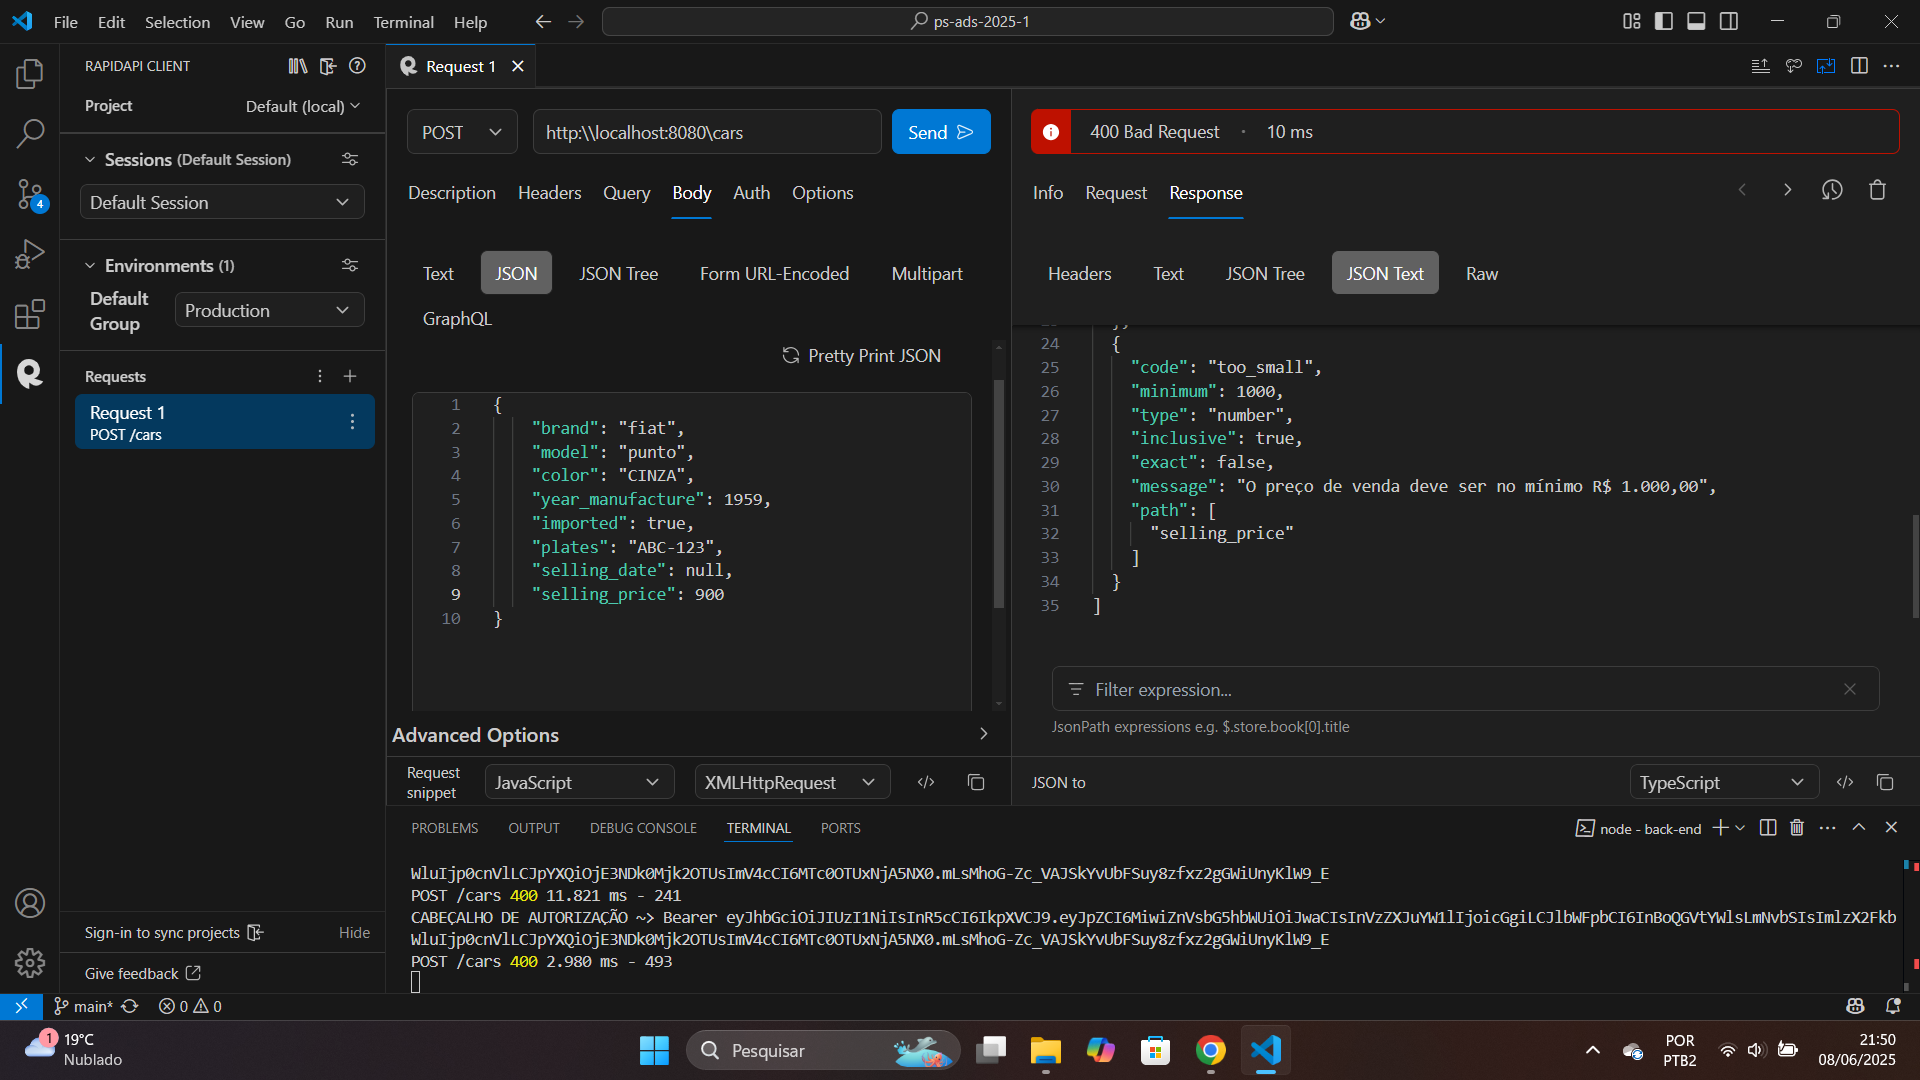 File Edit Selection View Go Run Terminal Help
ps-ads-2025-1
RAPIDAPI CLIENT
Project Default (local)
Sessions (Default Session)
Default Session
Environments (1)
Default Group Production
Requests
Request 1
POST /cars
Sign-in to sync projects Hide
Give feedback
4
Request 1
POST http:\\localhost:8080\cars Send
Description Headers Query Body Auth Options
Text JSON JSON Tree Form URL-Encoded Multipart
GraphQL
Pretty Print JSON
1 {
2 "brand": "fiat",
3 "model": "punto",
4 "color": "CINZA",
5 "year_manufacture": 1959,
6 "imported": true,
7 "plates": "ABC-123",
8 "selling_date": null,
9 "selling_price": 900
10 }
Advanced Options
Request snippet JavaScript XMLHttpRequest
400 Bad Request · 10 ms
Info Request Response
Headers Text JSON Tree JSON Text Raw
24 {
25 "code": "too_small",
26 "minimum": 1000,
27 "type": "number",
28 "inclusive": true,
29 "exact": false,
30 "message": "O preço de venda deve ser no mínimo R$ 1.000,00",
31 "path": [
32 "selling_price"
33 ]
34 }
35 ]
Filter expression...
JsonPath expressions e.g. $.store.book[0].title
JSON to TypeScript
PROBLEMS OUTPUT DEBUG CONSOLE TERMINAL PORTS
node - back-end
WluIjp0cnVlLCJpYXQiOjE3NDk0Mjk2OTUsImV4cCI6MTc0OTUxNjA5NX0.mLsMhoG-Zc_VAJSkYvUbFSuy8zfxz2gGWiUnyKlW9_E
POST /cars 400 11.821 ms - 241
CABEÇALHO DE AUTORIZAÇÃO ~> Bearer eyJhbGciOiJIUzI1NiIsInR5cCI6IkpXVCJ9.eyJpZCI6MiwiZnVsbG5hbWUiOiJwaCIsInVzZXJuYW1lIjoicGgiLCJlbWFpbCI6InBoQGVtYWlsLmNvbSIsImlzX2Fkb
WluIjp0cnVlLCJpYXQiOjE3NDk0Mjk2OTUsImV4cCI6MTc0OTUxNjA5NX0.mLsMhoG-Zc_VAJSkYvUbFSuy8zfxz2gGWiUnyKlW9_E
POST /cars 400 2.980 ms - 493
main* 0 0
1
19°C
Nublado
Pesquisar
POR
PTB2
21:50
08/06/2025